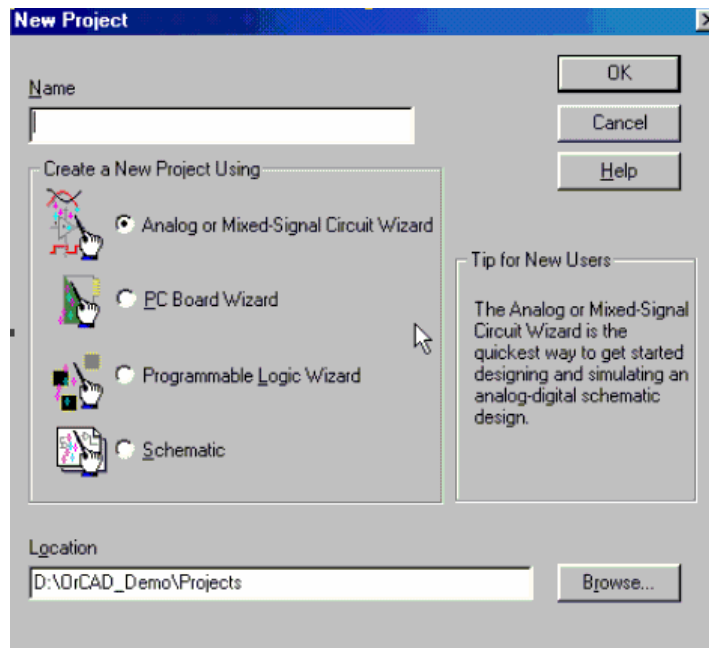 New Project
Name
OK
Cancel
Help
Create a New Project Using
Analog or Mixed-Signal Circuit Wizard
PC Board Wizard
Programmable Logic Wizard
Schematic
Tip for New Users
The Analog or Mixed-Signal
Circuit Wizard is the
quickest way to get started
designing and simulating an
analog-digital schematic
design.
Location
D:\OrCAD_Demo\Projects
Browse...